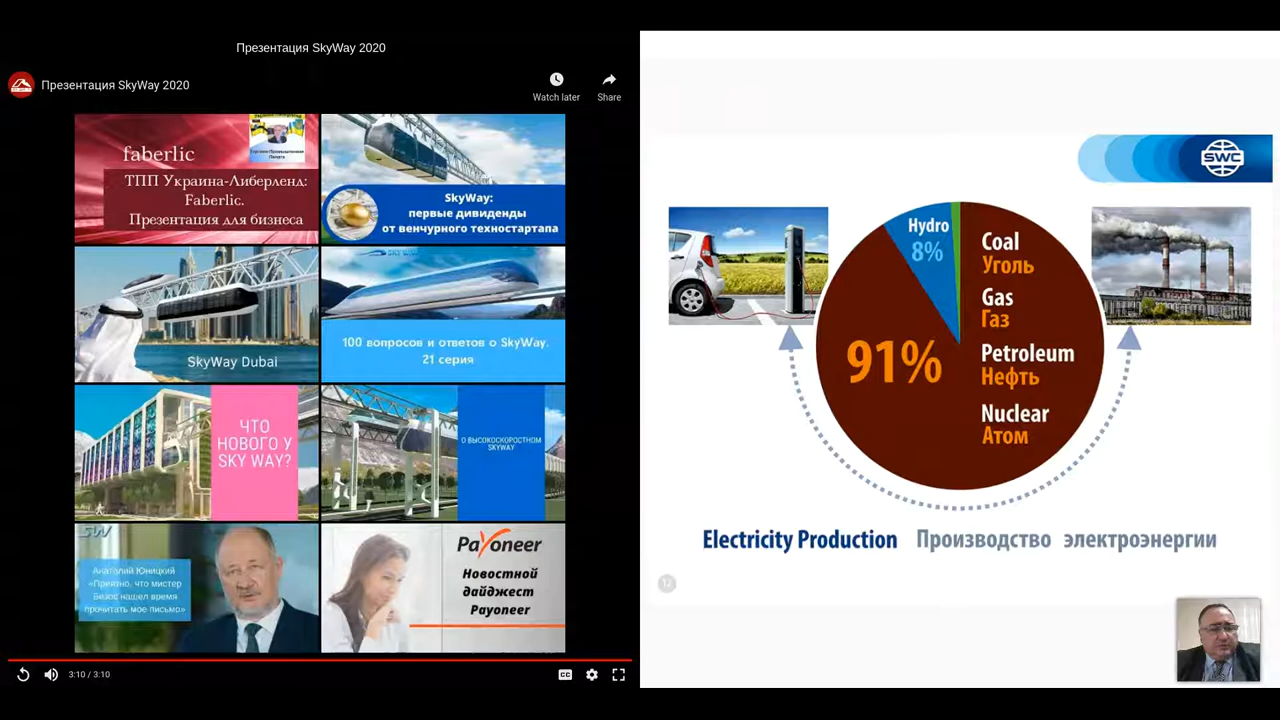 Презентация SkyWay 2020
Презентация SkyWay 2020
Watch later
Share
faberlic
ТПП Украина-Либерленд:
Faberlic.
Презентация для бизнеса
SkyWay:
первые дивиденды
от венчурного техностартапа
SkyWay Dubai
100 вопросов и ответов о SkyWay.
21 серия
ЧТО
НОВОГО У
SKY WAY?
О ВЫСОКОСКОРОСТНОМ
SKYWAY
SW
Анатолий Юницкий
«Приятно, что мистер
Безос нашел время
прочитать мое письмо»
Payoneer
Новостной
дайджест
Payoneer
3:10 / 3:10
CC
SWC
Hydro
8%
91%
Coal
Уголь
Gas
Газ
Petroleum
Нефть
Nuclear
Атом
Electricity Production Производство электроэнергии
12